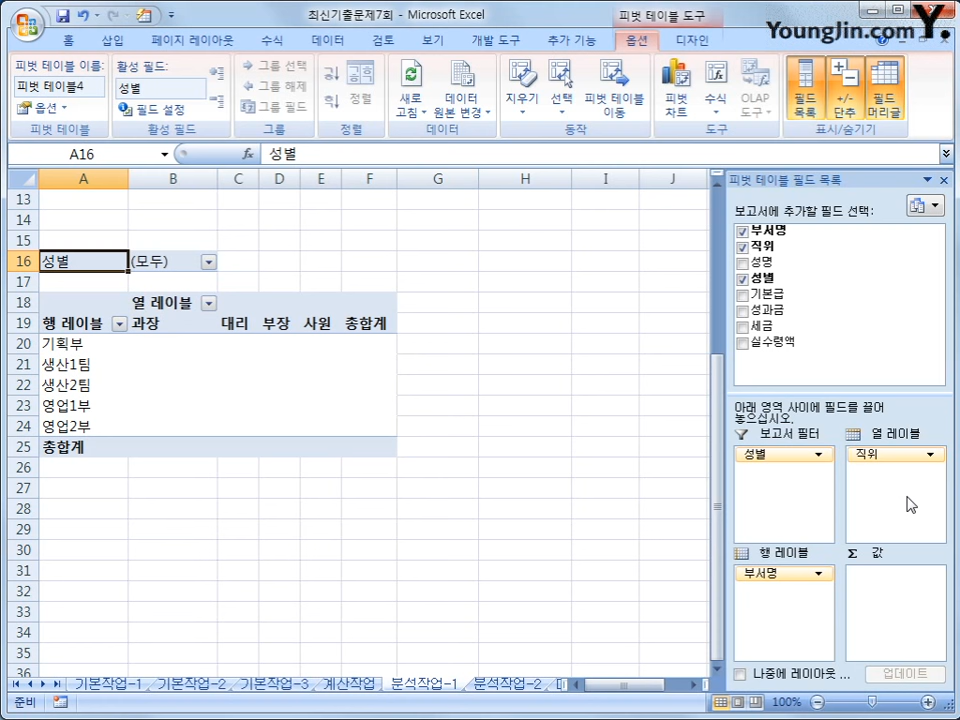 최신기출문제7회 - Microsoft Excel
피벗 테이블 도구
YoungJin.com Y.
홈 삽입 페이지 레이아웃 수식 데이터 검토 보기 개발 도구 추가 기능 옵션 디자인
피벗 테이블 이름:
피벗 테이블4
옵션
피벗 테이블
활성 필드:
성별
필드 설정
활성 필드
그룹 선택
그룹 해제
그룹 필드
그룹
정렬
정렬
새로 고침
데이터 원본 변경
데이터
지우기
선택
피벗 테이블 이동
동작
피벗 차트
수식
OLAP 도구
도구
필드 목록
+/- 단추
필드 머리글
표시/숨기기
A16 fx 성별
A B C D E F G H I J
13
14
15
16 성별 (모두)
17
18 열 레이블
19 행 레이블 과장 대리 부장 사원 총합계
20 기획부
21 생산1팀
22 생산2팀
23 영업1부
24 영업2부
25 총합계
26
27
28
29
30
31
32
33
34
35
36
피벗 테이블 필드 목록
보고서에 추가할 필드 선택:
부서명
직위
성명
성별
기본급
성과금
세금
실수령액
아래 영역 사이에 필드를 끌어
놓으십시오.
보고서 필터 열 레이블
성별 직위
행 레이블 Σ 값
부서명
나중에 레이아웃 ... 업데이트
기본작업-1 기본작업-2 기본작업-3 계산작업 분석작업-1 분석작업-2
준비 100%